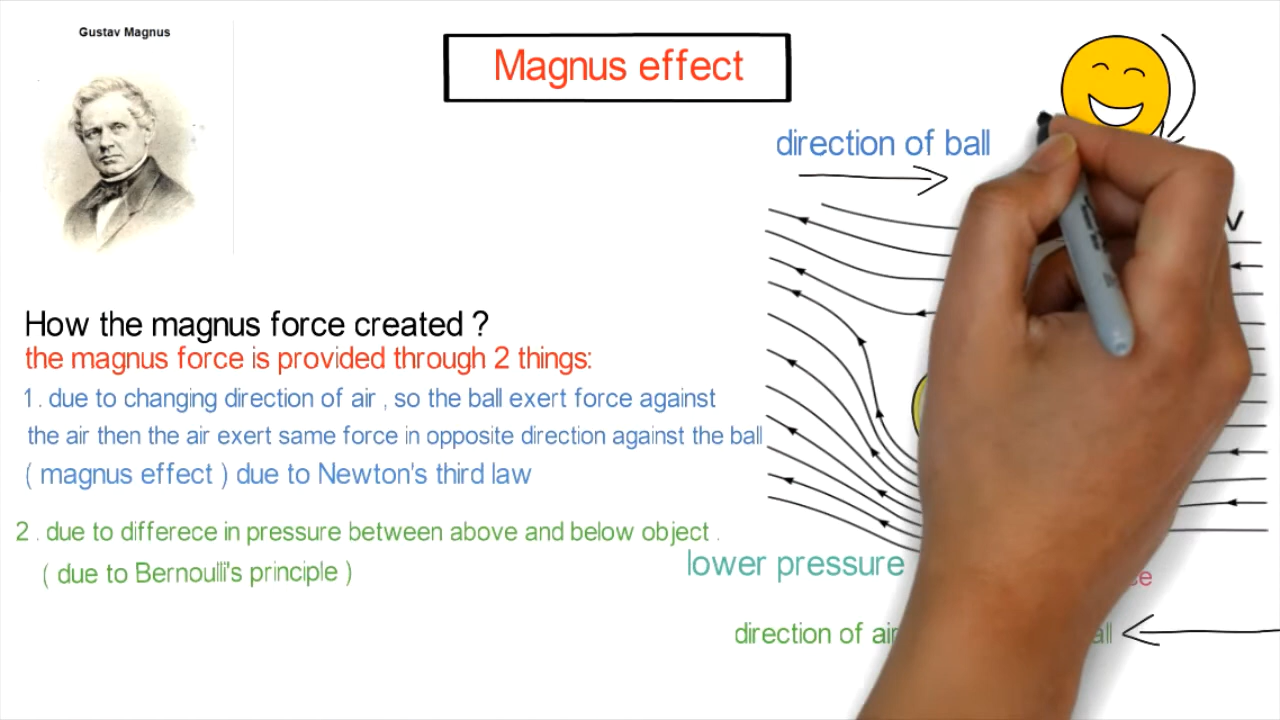 Gustav Magnus
Magnus effect
direction of ball
How the magnus force created ?
the magnus force is provided through 2 things:
1 . due to changing direction of air , so the ball exert force against
the air then the air exert same force in opposite direction against the ball
( magnus effect ) due to Newton's third law
2 . due to differece in pressure between above and below object .
( due to Bernoulli's principle )
lower pressure
direction of air